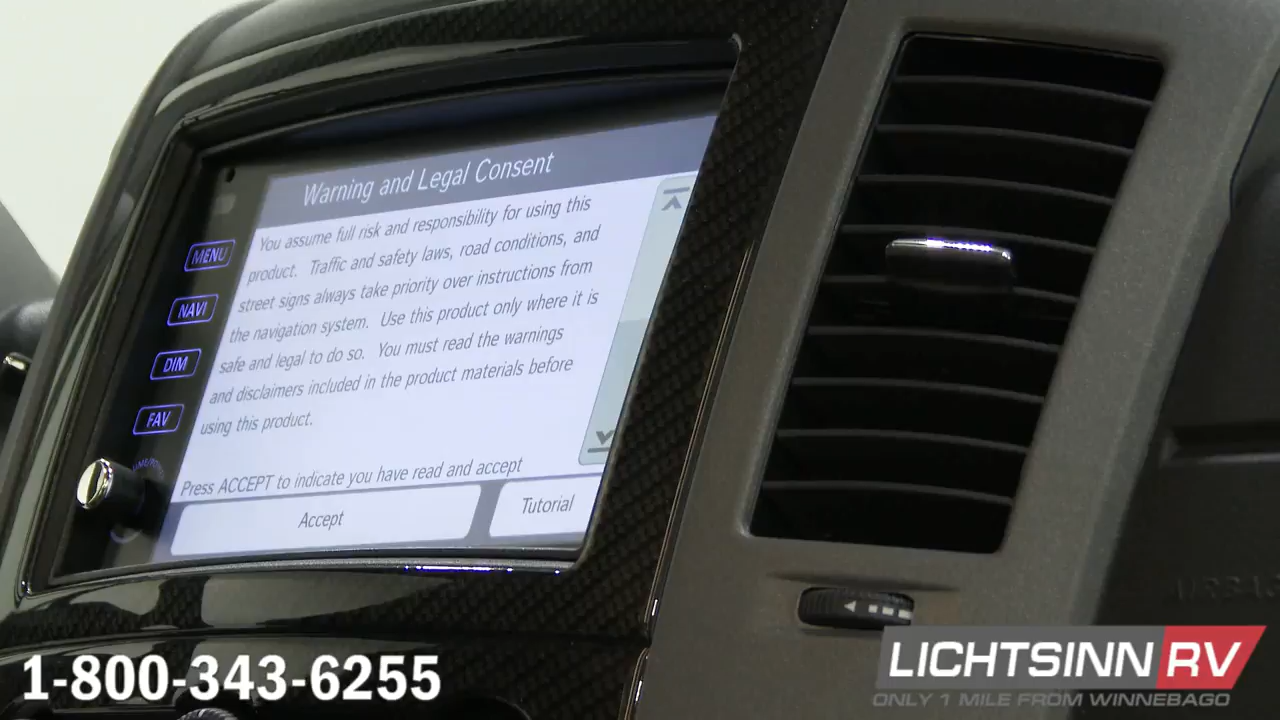 Warning and Legal Consent
You assume full risk and responsibility for using this
product. Traffic and safety laws, road conditions, and
street signs always take priority over instructions from
the navigation system. Use this product only where it is
safe and legal to do so. You must read the warnings
and disclaimers included in the product materials before
using this product.
Press ACCEPT to indicate you have read and accept
Accept
Tutorial
MENU
NAVI
DIM
FAV
1-800-343-6255
LICHTSINN RV
ONLY 1 MILE FROM WINNEBAGO